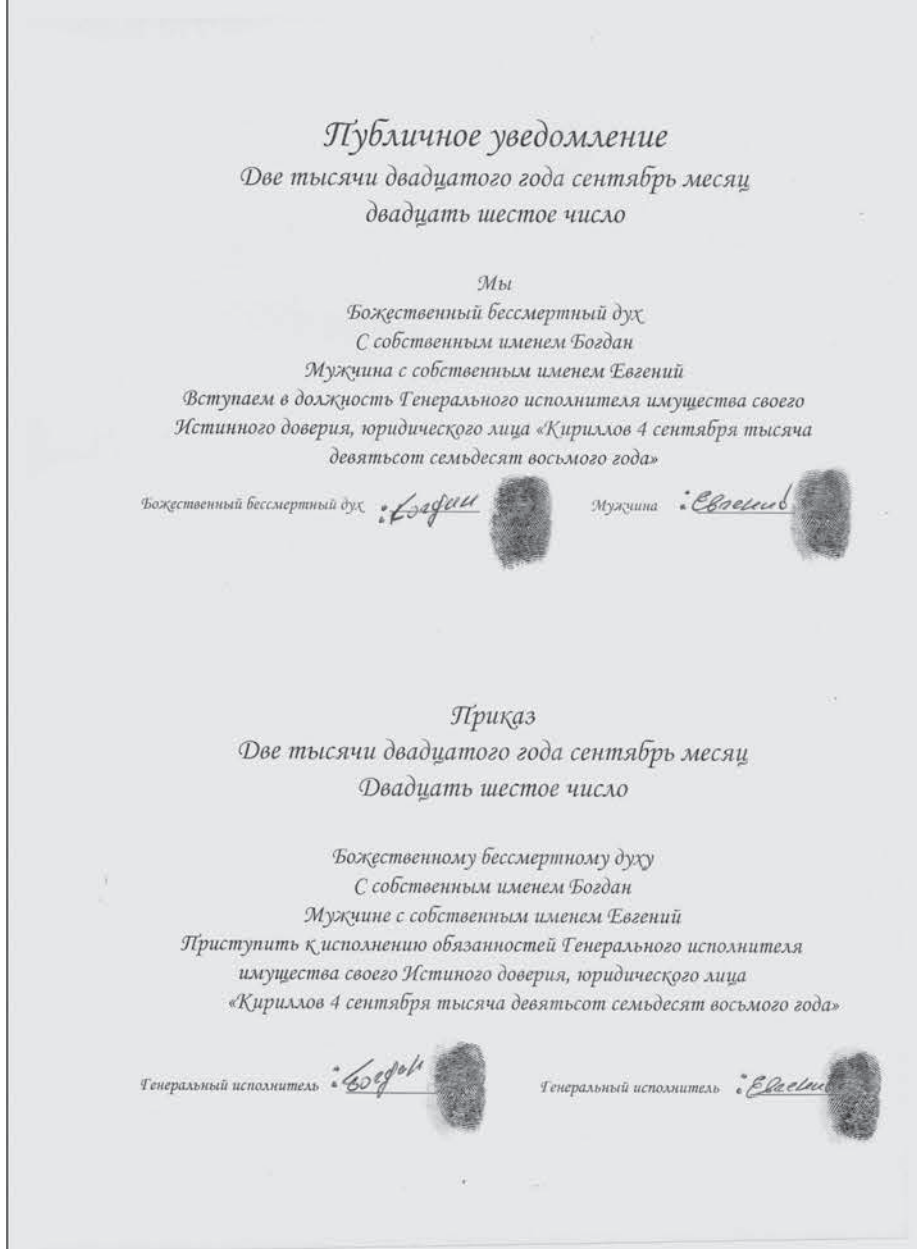 Публичное уведомление
Две тысячи двадцатого года сентябрь месяц
двадцать шестое число
Мы
Божественный бессмертный дух
С собственным именем Богдан
Мужчина с собственным именем Евгений
Вступаем в должность Генерального исполнителя имущества своего
Истинного доверия, юридического лица «Кириллов 4 сентября тысяча
девятьсот семьдесят восьмого года»
Божественный бессмертный дух :Богдан Мужчина :Евгений
Приказ
Две тысячи двадцатого года сентябрь месяц
Двадцать шестое число
Божественному бессмертному духу
С собственным именем Богдан
Мужчине с собственным именем Евгений
Приступить к исполнению обязанностей Генерального исполнителя
имущества своего Истиного доверия, юридического лица
«Кириллов 4 сентября тысяча девятьсот семьдесят восьмого года»
Генеральный исполнитель :Богдан Генеральный исполнитель :Евгений